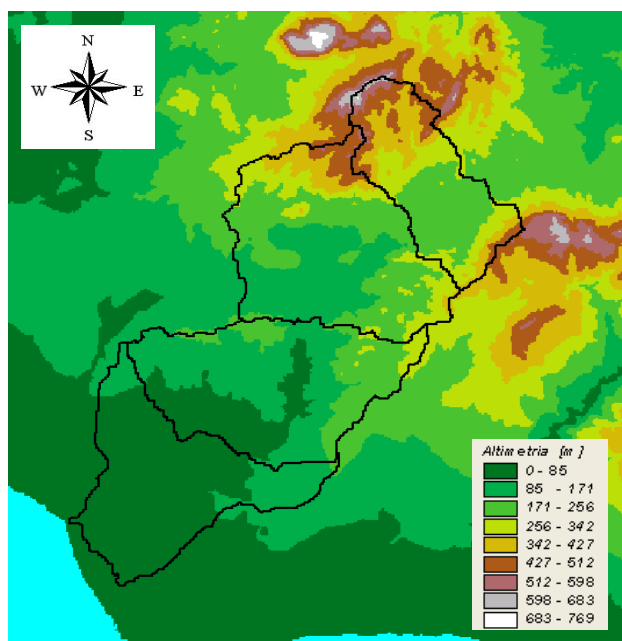 N
W E
S
Altimetria [m]
0 - 85
85 - 171
171 - 256
256 - 342
342 - 427
427 - 512
512 - 598
598 - 683
683 - 769